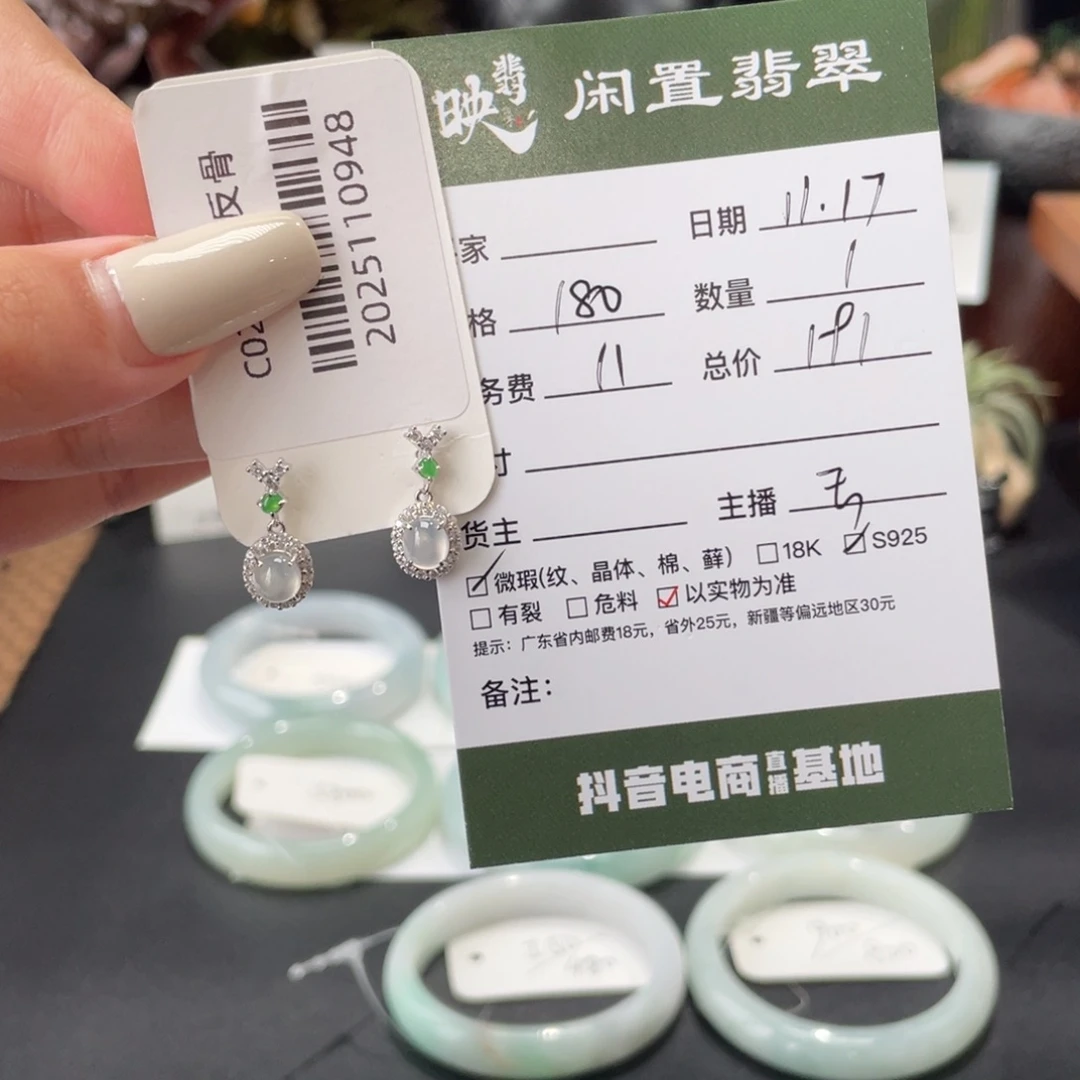 反骨
2025110948
C02
映翡 闲置翡翠
家 日期 11.17
格 180 数量 1
务费 11 总价 191
寸
货主 主播
微瑕(纹、晶体、棉、藓) 18K S925
有裂 危料 以实物为准
提示：广东省内邮费18元，省外25元，新疆等偏远地区30元
备注：
抖音电商直播基地